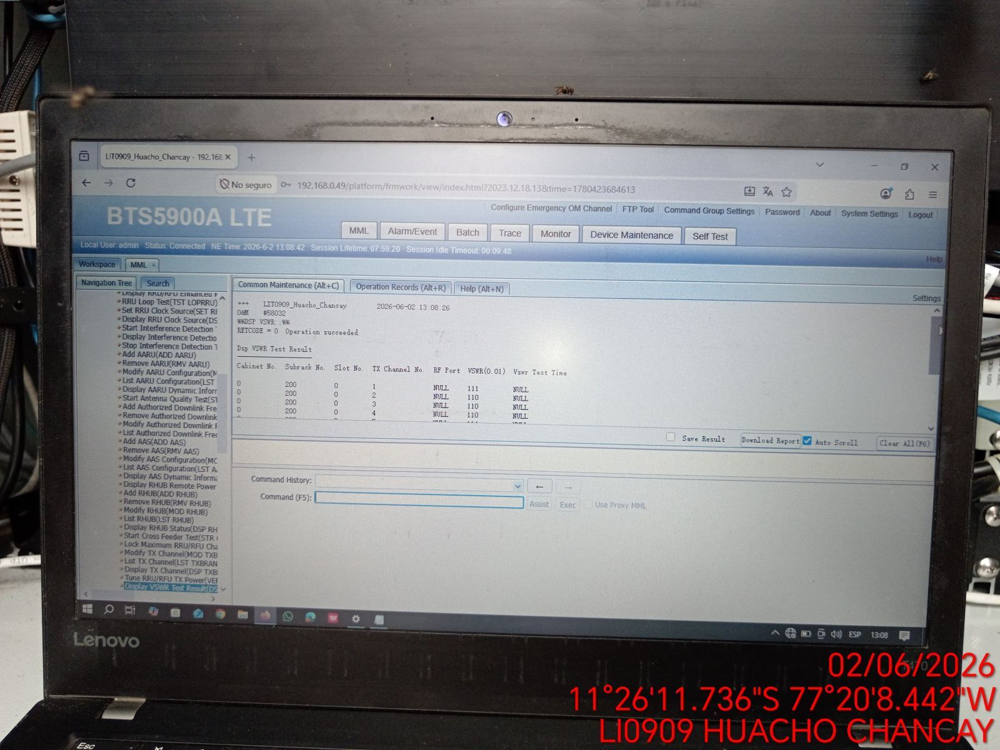 LIT0909_Huacho_Chancay - 192.168
No seguro
192.168.0.49/platform/frmwork/view/index.html?2023.12.18.13&time=1780423684613
BTS5900A LTE
Configure Emergency OM Channel FTP Tool Command Group Settings Password About System Settings Logout
MML Alarm/Event Batch Trace Monitor Device Maintenance Self Test
Local User: admin Status: Connected NE Time: 2026-6-2 13:08:42 Session Lifetime: 07:59:20 Session Idle Timeout: 00:09:48
Help
Workspace MML
Navigation Tree Search
Common Maintenance (Alt+C) Operation Records (Alt+R) Help (Alt+N)
Settings
Display RRU/RFU Enhanced
RRU Loop Test(TST LOPRRU)
Set RRU Clock Source(SET RI
Display RRU Clock Source(DS
Start Interference Detection
Display Interference Detectio
Stop Interference Detection T
Add AARU(ADD AARU)
Remove AARU(RMV AARU)
Modify AARU Configuration(M
List AARU Configuration(LST
Display AARU Dynamic Inforr
Start Antenna Quality Test(ST
Add Authorized Downlink Fre
Remove Authorized Downlink
Modify Authorized Downlink F
List Authorized Downlink Frec
Add AAS(ADD AAS)
Remove AAS(RMV AAS)
Modify AAS Configuration(MC
List AAS Configuration(LST A
Display AAS Dynamic Informa
Display RHUB Remote Power
Add RHUB(ADD RHUB)
Remove RHUB(RMV RHUB)
Modify RHUB(MOD RHUB)
List RHUB(LST RHUB)
Display RHUB Status(DSP RH
Start Cross Feeder Test(STR
Lock Maximum RRU/RFU Cha
Modify TX Channel(MOD TXB
List TX Channel(LST TXBRAN
Display TX Channel(DSP TXB
Tune RRU/RFU TX Power(VEF
Display VSWR Test Result(DS
+++ LIT0909_Huacho_Chancay 2026-06-02 13:08:26
O&M #58032
%%DSP VSWR:;%%
RETCODE = 0 Operation succeeded.
Dsp VSWR Test Result
Cabinet No. Subrack No. Slot No. TX Channel No. RF Port VSWR(0.01) Vswr Test Time
0 200 0 1 NULL 111 NULL
0 200 0 2 NULL 110 NULL
0 200 0 3 NULL 110 NULL
0 200 0 4 NULL 110 NULL
Save Result Download Report Auto Scroll Clear All(F6)
Command History:
Command (F5): Assist Exec Use Proxy MML
ESP 13:08
Lenovo
Esc
02/06/2026
11°26'11.736"S 77°20'8.442"W
LI0909 HUACHO CHANCAY